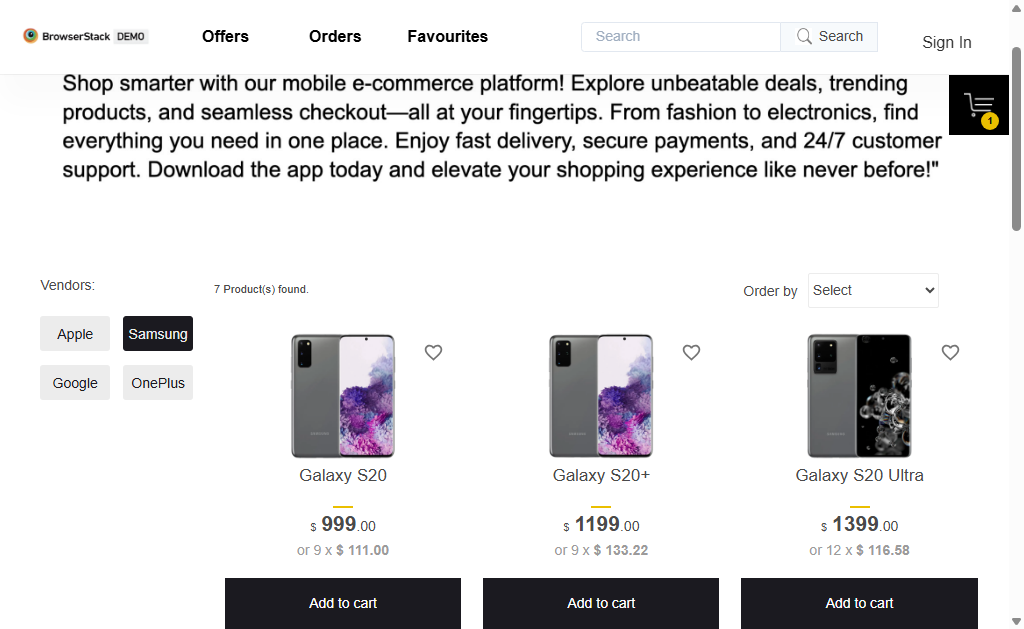 BrowserStack DEMO
Offers
Orders
Favourites
Search
Search
Sign In
Shop smarter with our mobile e-commerce platform! Explore unbeatable deals, trending
products, and seamless checkout—all at your fingertips. From fashion to electronics, find
everything you need in one place. Enjoy fast delivery, secure payments, and 24/7 customer
support. Download the app today and elevate your shopping experience like never before!"
1
Vendors:
7 Product(s) found.
Order by
Select
Apple
Samsung
Google
OnePlus
Galaxy S20
$ 999.00
or 9 x $ 111.00
Add to cart
Galaxy S20+
$ 1199.00
or 9 x $ 133.22
Add to cart
Galaxy S20 Ultra
$ 1399.00
or 12 x $ 116.58
Add to cart